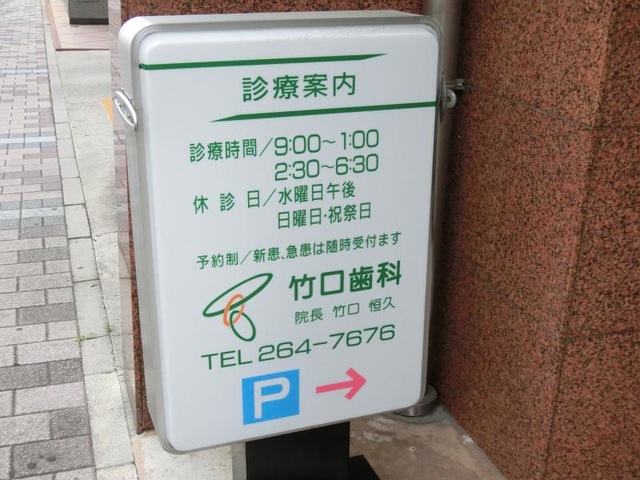 診療案内
診療時間/9:00~1:00
2:30~6:30
休診日/水曜日午後
日曜日·祝祭日
予約制/新患、急患は随時受付ます
竹口歯科
院長 竹口 恒久
TEL 264-7676
P →